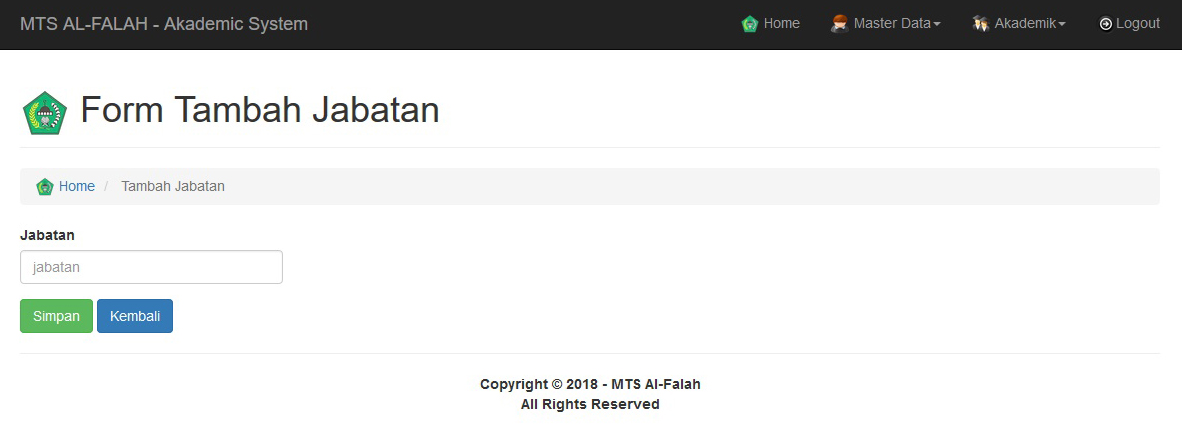 MTS AL-FALAH - Akademic System
Home
Master Data
Akademik
Logout
Form Tambah Jabatan
Home / Tambah Jabatan
Jabatan
jabatan
Simpan
Kembali
Copyright © 2018 - MTS Al-Falah
All Rights Reserved